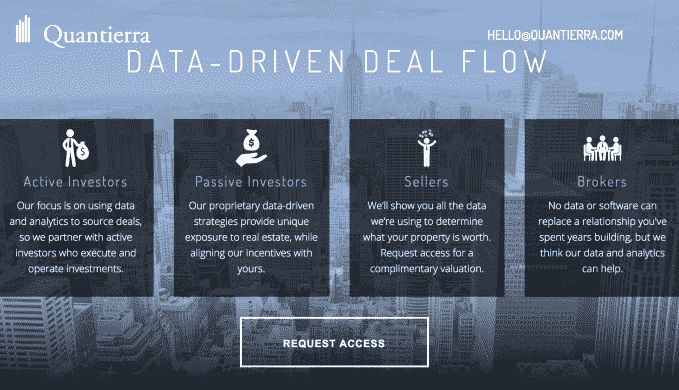 Quantierra
HELLO@QUANTIERRA.COM
DATA-DRIVEN DEAL FLOW
Active Investors
Our focus is on using data
and analytics to source deals,
so we partner with active
investors who execute and
operate investments.
Passive Investors
Our proprietary data-driven
strategies provide unique
exposure to real estate, while
aligning our incentives with
yours.
Sellers
We'll show you all the data
we're using to determine
what your property is worth.
Request access for a
complimentary valuation.
Brokers
No data or software can
replace a relationship you've
spent years building, but we
think our data and analytics
can help.
REQUEST ACCESS